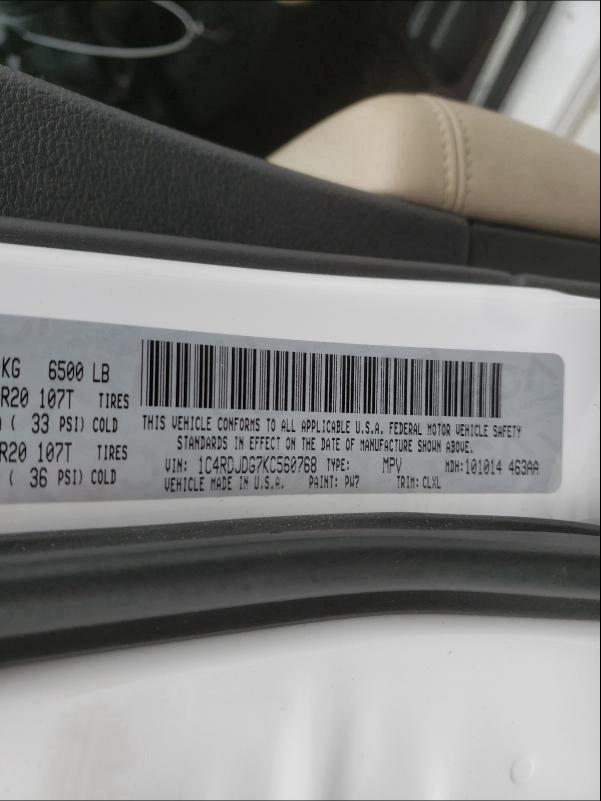 KG 6500 LB
R20 107T TIRES
( 33 PSI) COLD
R20 107T TIRES
( 36 PSI) COLD
THIS VEHICLE CONFORMS TO ALL APPLICABLE U.S.A. FEDERAL MOTOR VEHICLE SAFETY
STANDARDS IN EFFECT ON THE DATE OF MANUFACTURE SHOWN ABOVE.
VIN: 1C4RDJDG7KC560768 TYPE: MPV MDH: 101014 463AA
VEHICLE MADE IN U.S.A. PAINT: PW7 TRIM: CLXL